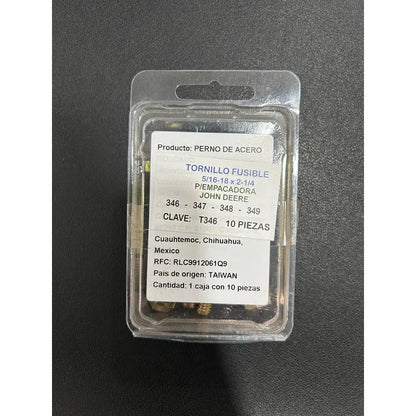 Producto: PERNO DE ACERO
TORNILLO FUSIBLE
5/16-18 x 2-1/4
P/EMPACADORA
JOHN DEERE
346 - 347 - 348 - 349
CLAVE: T346 10 PIEZAS
Cuauhtemoc, Chihuahua,
Mexico
RFC: RLC9912061Q9
Pais de origen: TAIWAN
Cantidad: 1 caja con 10 piezas